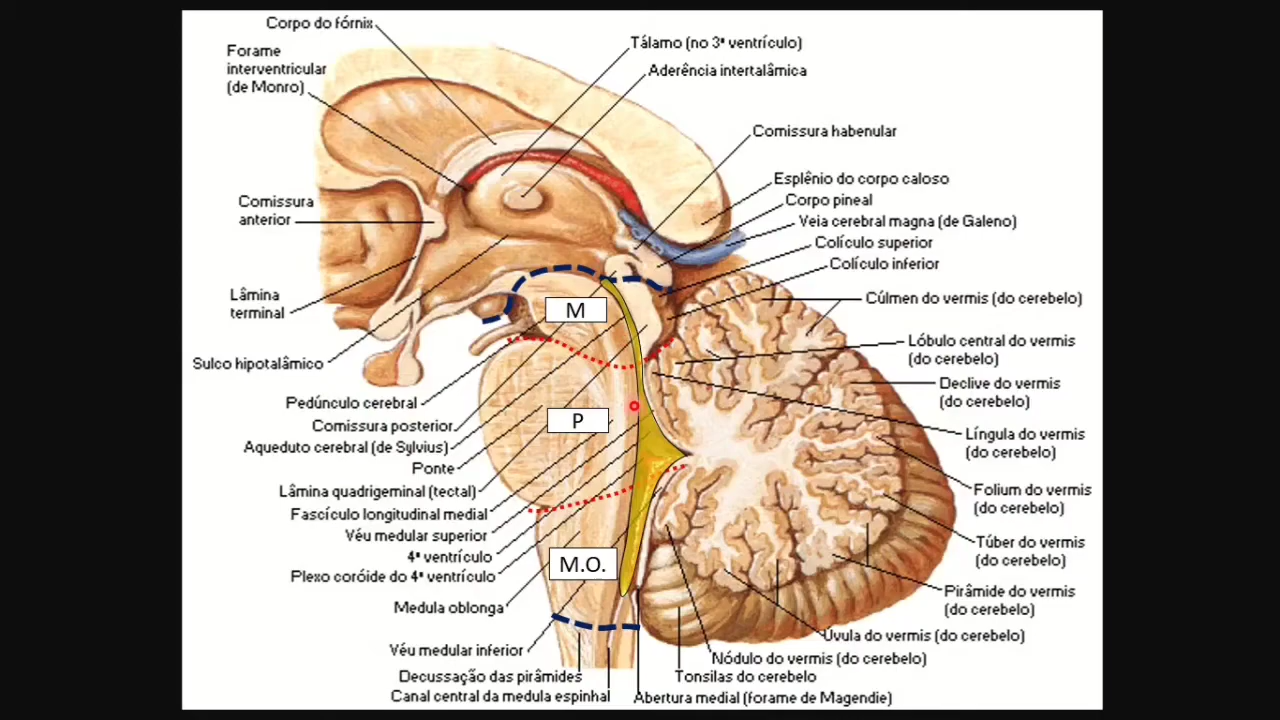 Corpo do fórnix
Forame
interventricular
(de Monro)
Tálamo (no 3º ventrículo)
Aderência intertalâmica
Comissura habenular
Esplênio do corpo caloso
Corpo pineal
Veia cerebral magna (de Galeno)
Colículo superior
Colículo inferior
Cúlmen do vermis (do cerebelo)
Lóbulo central do vermis
(do cerebelo)
Declive do vermis
(do cerebelo)
Língula do vermis
(do cerebelo)
Folium do vermis
(do cerebelo)
Túber do vermis
(do cerebelo)
Pirâmide do vermis
(do cerebelo)
Úvula do vermis (do cerebelo)
Nódulo do vermis (do cerebelo)
Tonsilas do cerebelo
Abertura medial (forame de Magendie)
Comissura
anterior
Lâmina
terminal
Sulco hipotalâmico
Pedúnculo cerebral
Comissura posterior
Aqueduto cerebral (de Sylvius)
Ponte
Lâmina quadrigeminal (tectal)
Fascículo longitudinal medial
Véu medular superior
4º ventrículo
Plexo coróide do 4º ventrículo
Medula oblonga
Véu medular inferior
Decussação das pirâmides
Canal central da medula espinhal
M
P
M.O.